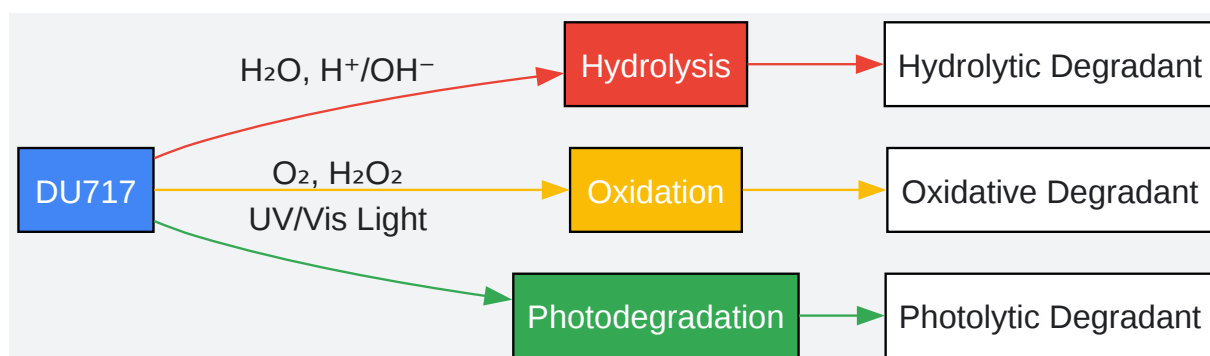 H₂O, H⁺/OH⁻
Hydrolysis
Hydrolytic Degradant
DU717
O₂, H₂O₂
Oxidation
Oxidative Degradant
UV/Vis Light
Photodegradation
Photolytic Degradant